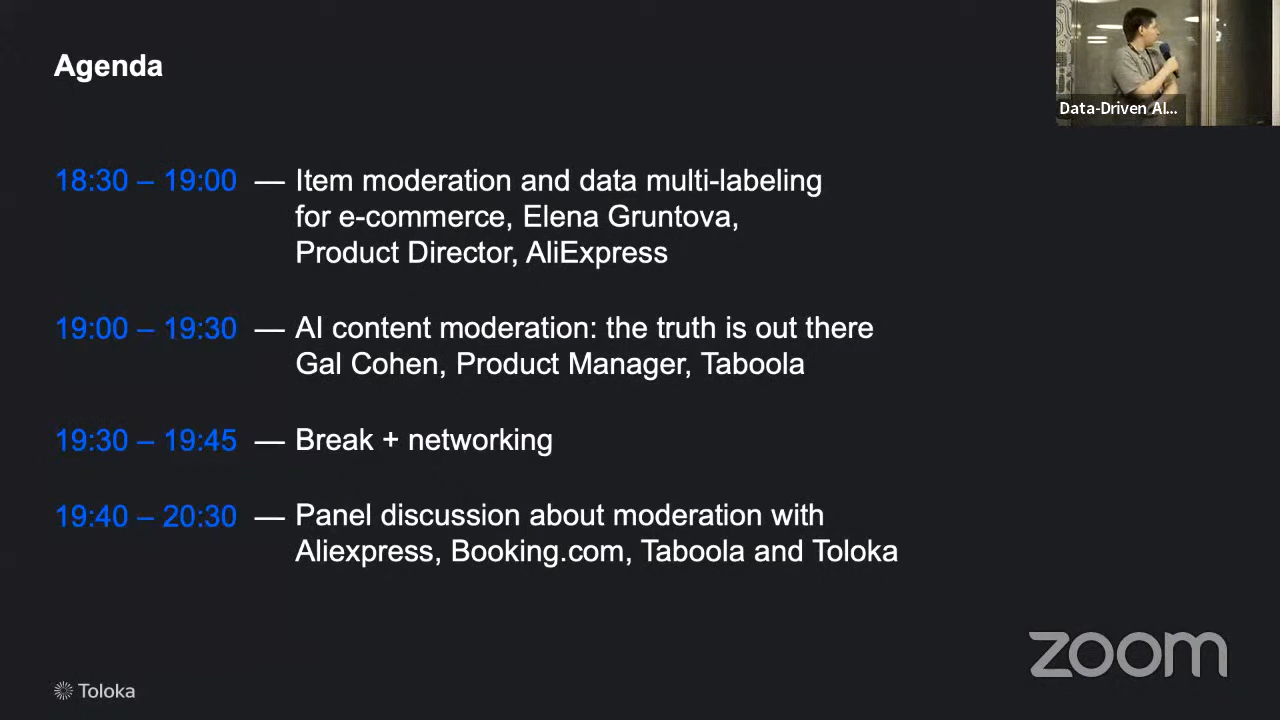 Agenda
Data-Driven AI...
18:30 – 19:00 — Item moderation and data multi-labeling
for e-commerce, Elena Gruntova,
Product Director, AliExpress
19:00 – 19:30 — AI content moderation: the truth is out there
Gal Cohen, Product Manager, Taboola
19:30 – 19:45 — Break + networking
19:40 – 20:30 — Panel discussion about moderation with
Aliexpress, Booking.com, Taboola and Toloka
zoom
Toloka